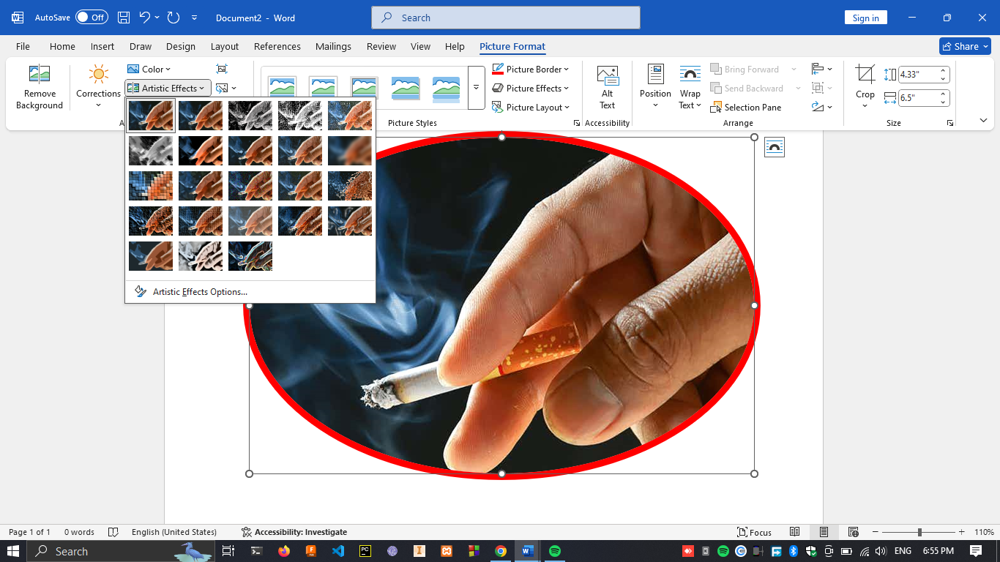 AutoSave Off Document2 - Word Search Sign in
File Home Insert Draw Design Layout References Mailings Review View Help Picture Format Share
Remove Background
Corrections
Color
Artistic Effects
Picture Border
Picture Effects
Picture Layout
Picture Styles
Alt Text
Accessibility
Position
Wrap Text
Bring Forward
Send Backward
Selection Pane
Arrange
Crop
4.33"
6.5"
Size
Artistic Effects Options...
Page 1 of 1 0 words English (United States) Accessibility: Investigate Focus 110%
Search ENG 6:55 PM